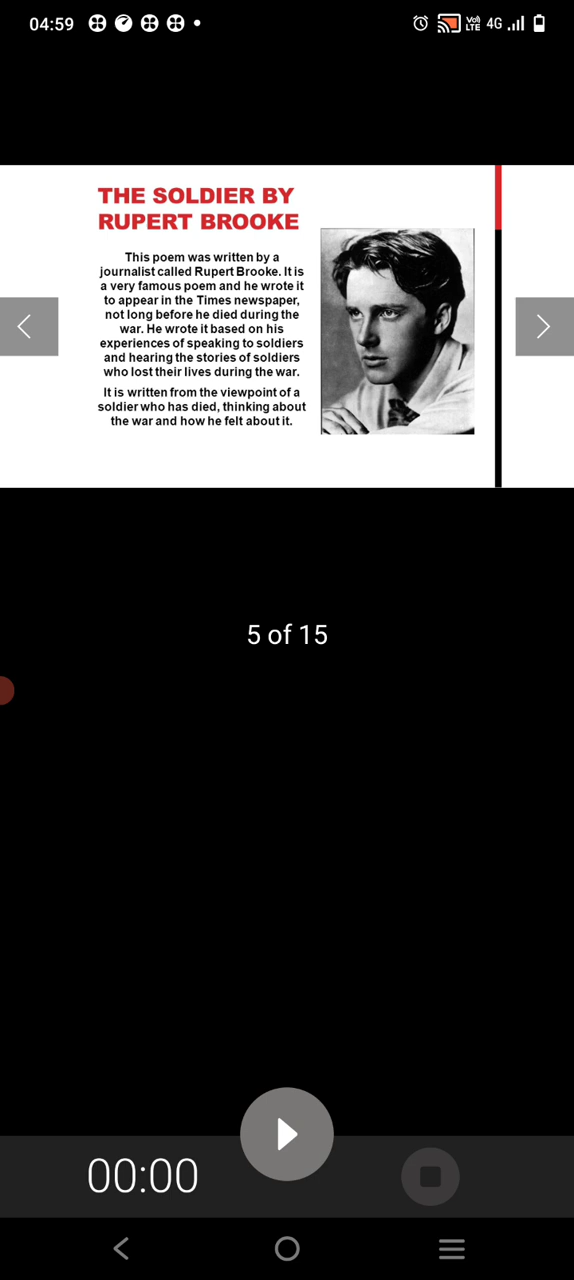 04:59
VoI) LTE 4G
THE SOLDIER BY
RUPERT BROOKE
This poem was written by a
journalist called Rupert Brooke. It is
a very famous poem and he wrote it
to appear in the Times newspaper,
not long before he died during the
war. He wrote it based on his
experiences of speaking to soldiers
and hearing the stories of soldiers
who lost their lives during the war.
It is written from the viewpoint of a
soldier who has died, thinking about
the war and how he felt about it.
5 of 15
00:00